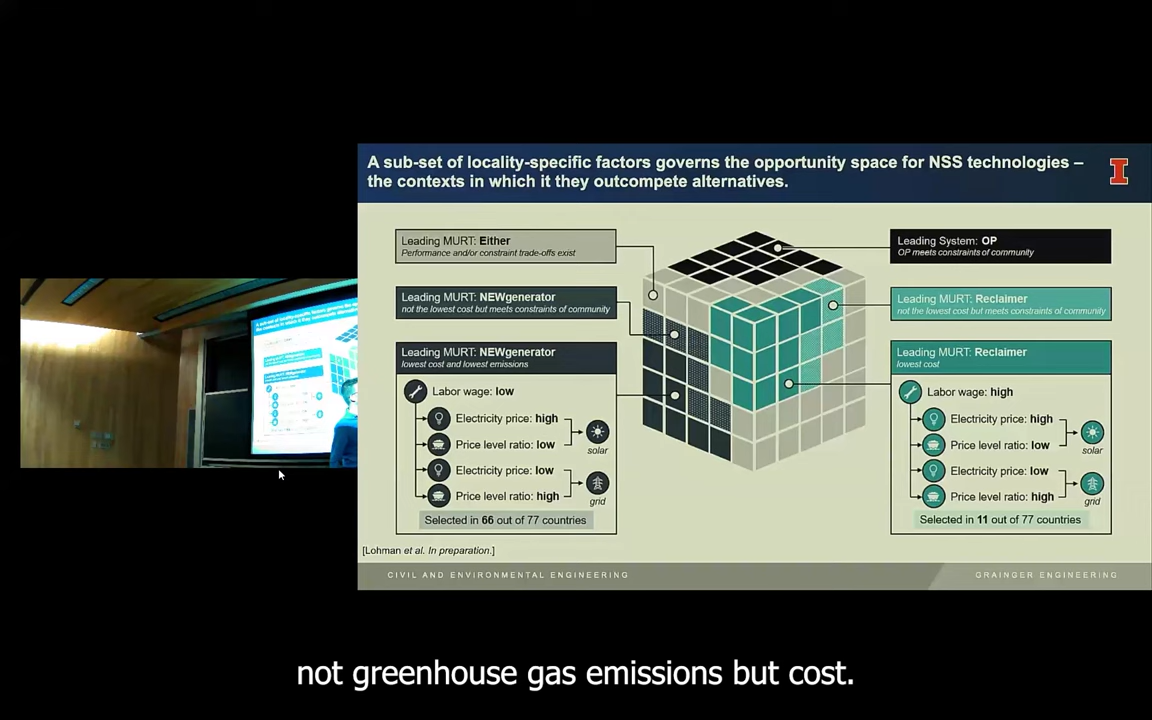 A sub-set of locality-specific factors governs the opportunity space for NSS technologies –
the contexts in which it they outcompete alternatives.
Leading MURT: Either
Performance and/or constraint trade-offs exist
Leading MURT: NEWgenerator
not the lowest cost but meets constraints of community
Leading MURT: NEWgenerator
lowest cost and lowest emissions
Labor wage: low
Electricity price: high
Price level ratio: low
solar
Electricity price: low
Price level ratio: high
grid
Selected in 66 out of 77 countries
Leading System: OP
OP meets constraints of community
Leading MURT: Reclaimer
not the lowest cost but meets constraints of community
Leading MURT: Reclaimer
lowest cost
Labor wage: high
Electricity price: high
Price level ratio: low
solar
Electricity price: low
Price level ratio: high
grid
Selected in 11 out of 77 countries
[Lohman et al. In preparation.]
CIVIL AND ENVIRONMENTAL ENGINEERING
GRAINGER ENGINEERING
not greenhouse gas emissions but cost.